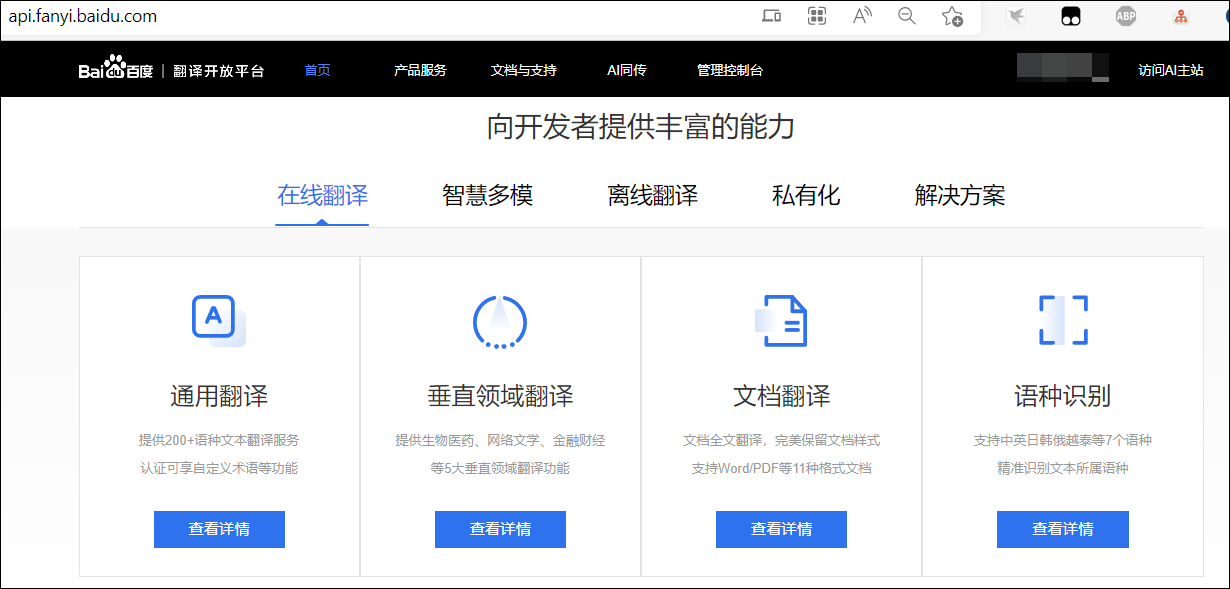 api.fanyi.baidu.com
A
ABP
Bai du 百度 | 翻译开放平台 首页 产品服务 文档与支持 AI同传 管理控制台 访问AI主站
向开发者提供丰富的能力
在线翻译 智慧多模 离线翻译 私有化 解决方案
A
通用翻译
提供200+语种文本翻译服务
认证可享自定义术语等功能
查看详情
垂直领域翻译
提供生物医药、网络文学、金融财经
等5大垂直领域翻译功能
查看详情
文档翻译
文档全文翻译，完美保留文档样式
支持Word/PDF等11种格式文档
查看详情
语种识别
支持中英日韩俄越泰等7个语种
精准识别文本所属语种
查看详情